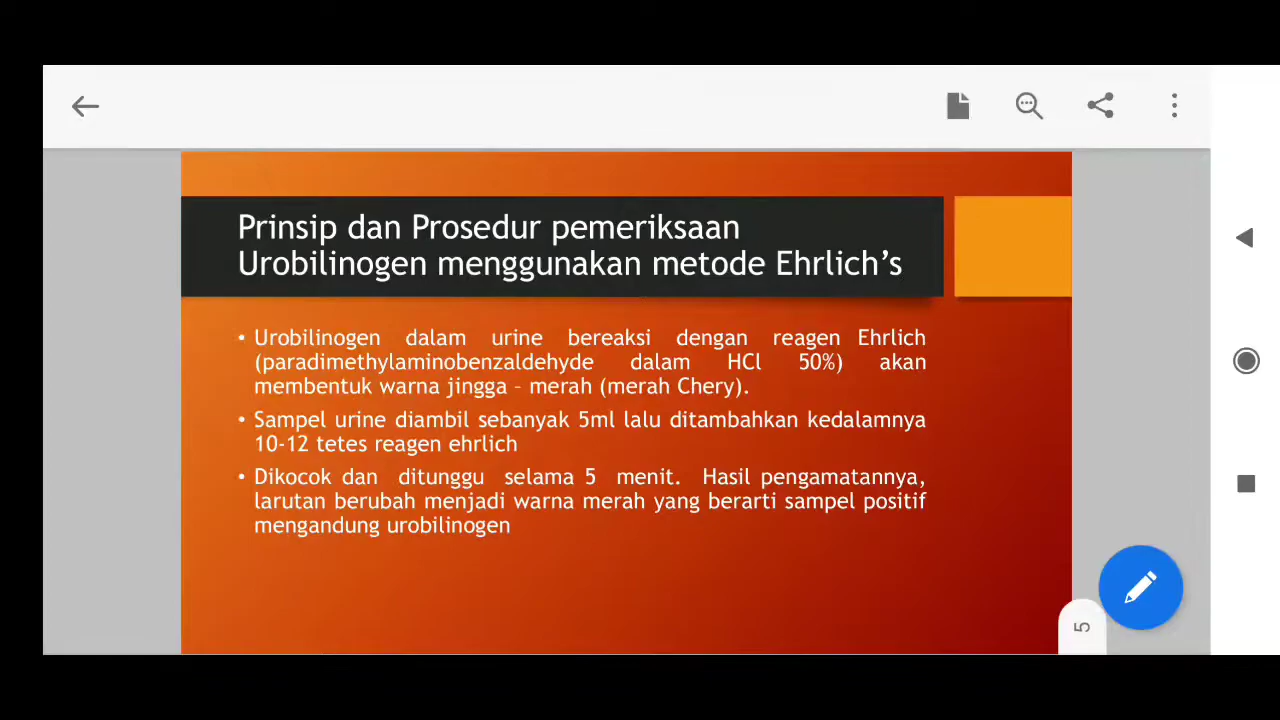 Prinsip dan Prosedur pemeriksaan
Urobilinogen menggunakan metode Ehrlich’s
• Urobilinogen dalam urine bereaksi dengan reagen Ehrlich
(paradimethylaminobenzaldehyde dalam HCl 50%) akan
membentuk warna jingga – merah (merah Chery).
• Sampel urine diambil sebanyak 5ml lalu ditambahkan kedalamnya
10-12 tetes reagen ehrlich
• Dikocok dan ditunggu selama 5 menit. Hasil pengamatannya,
larutan berubah menjadi warna merah yang berarti sampel positif
mengandung urobilinogen
5